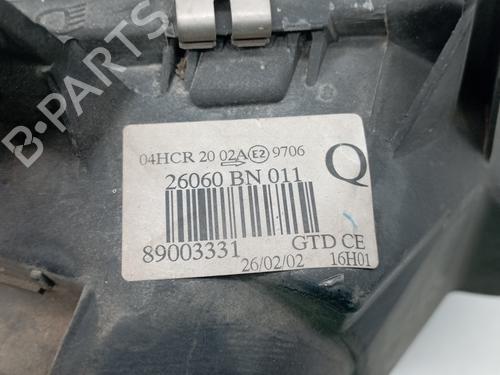 B-PARTS
04HCR 20 02A E2 9706
26060 BN 011
Q
89003331
GTD CE
26/02/02
16H01